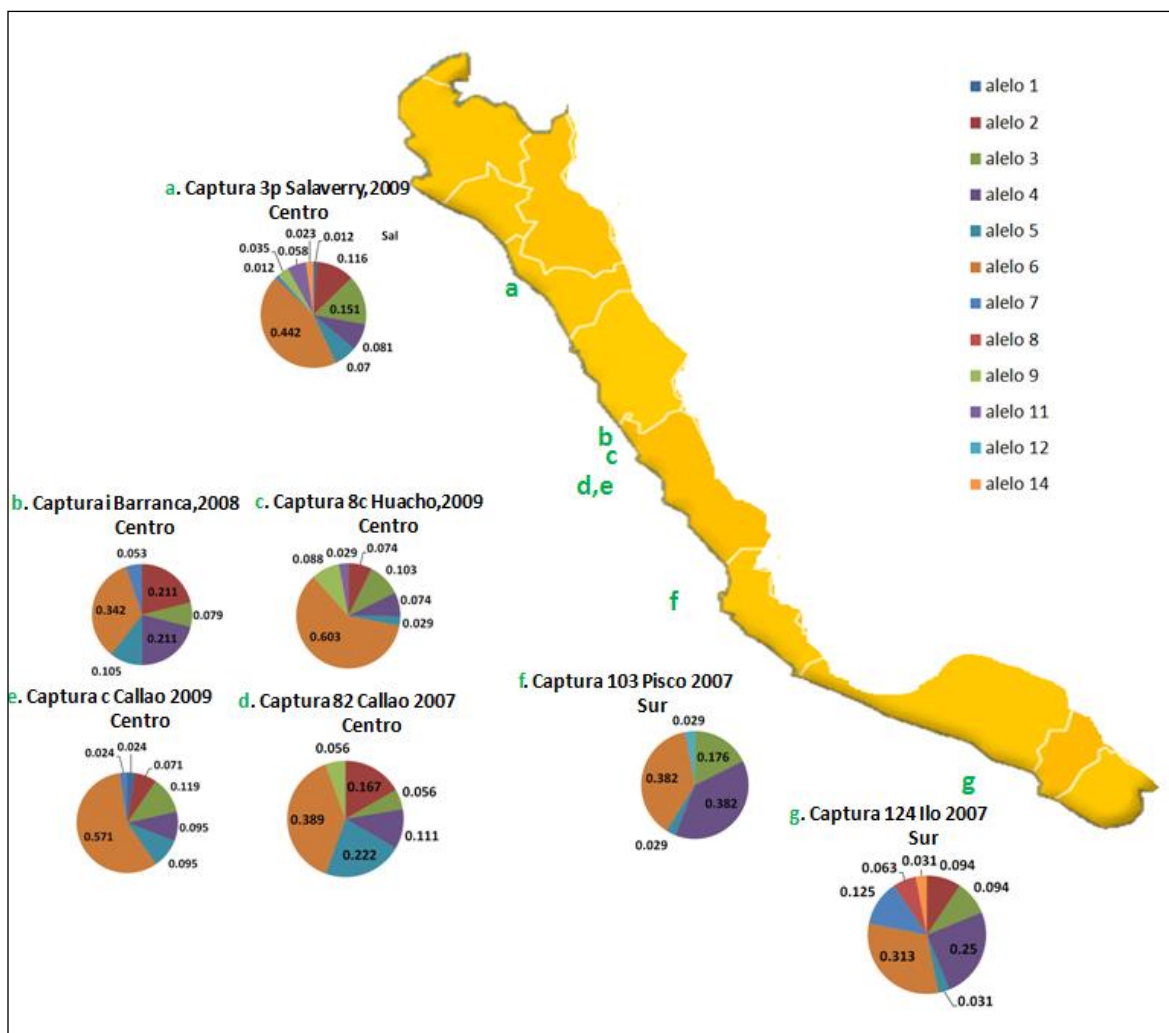 alelo 1
alelo 2
alelo 3
alelo 4
alelo 5
alelo 6
alelo 7
alelo 8
alelo 9
alelo 11
alelo 12
alelo 14
a. Captura 3p Salaverry,2009
Centro
Sal
0.023
0.012
0.035
0.058
0.116
0.012
0.151
0.442
0.081
0.07
a
b
c
d,e
f
g
b. Captura i Barranca,2008
Centro
0.053
0.211
0.342
0.079
0.211
0.105
c. Captura 8c Huacho,2009
Centro
0.088
0.029
0.074
0.103
0.074
0.029
0.603
e. Captura c Callao 2009
Centro
0.024
0.024
0.071
0.119
0.571
0.095
0.095
d. Captura 82 Callao 2007
Centro
0.056
0.167
0.056
0.389
0.111
0.222
f. Captura 103 Pisco 2007
Sur
0.029
0.176
0.382
0.382
0.029
g. Captura 124 Ilo 2007
Sur
0.031
0.063
0.094
0.125
0.094
0.25
0.313
0.031